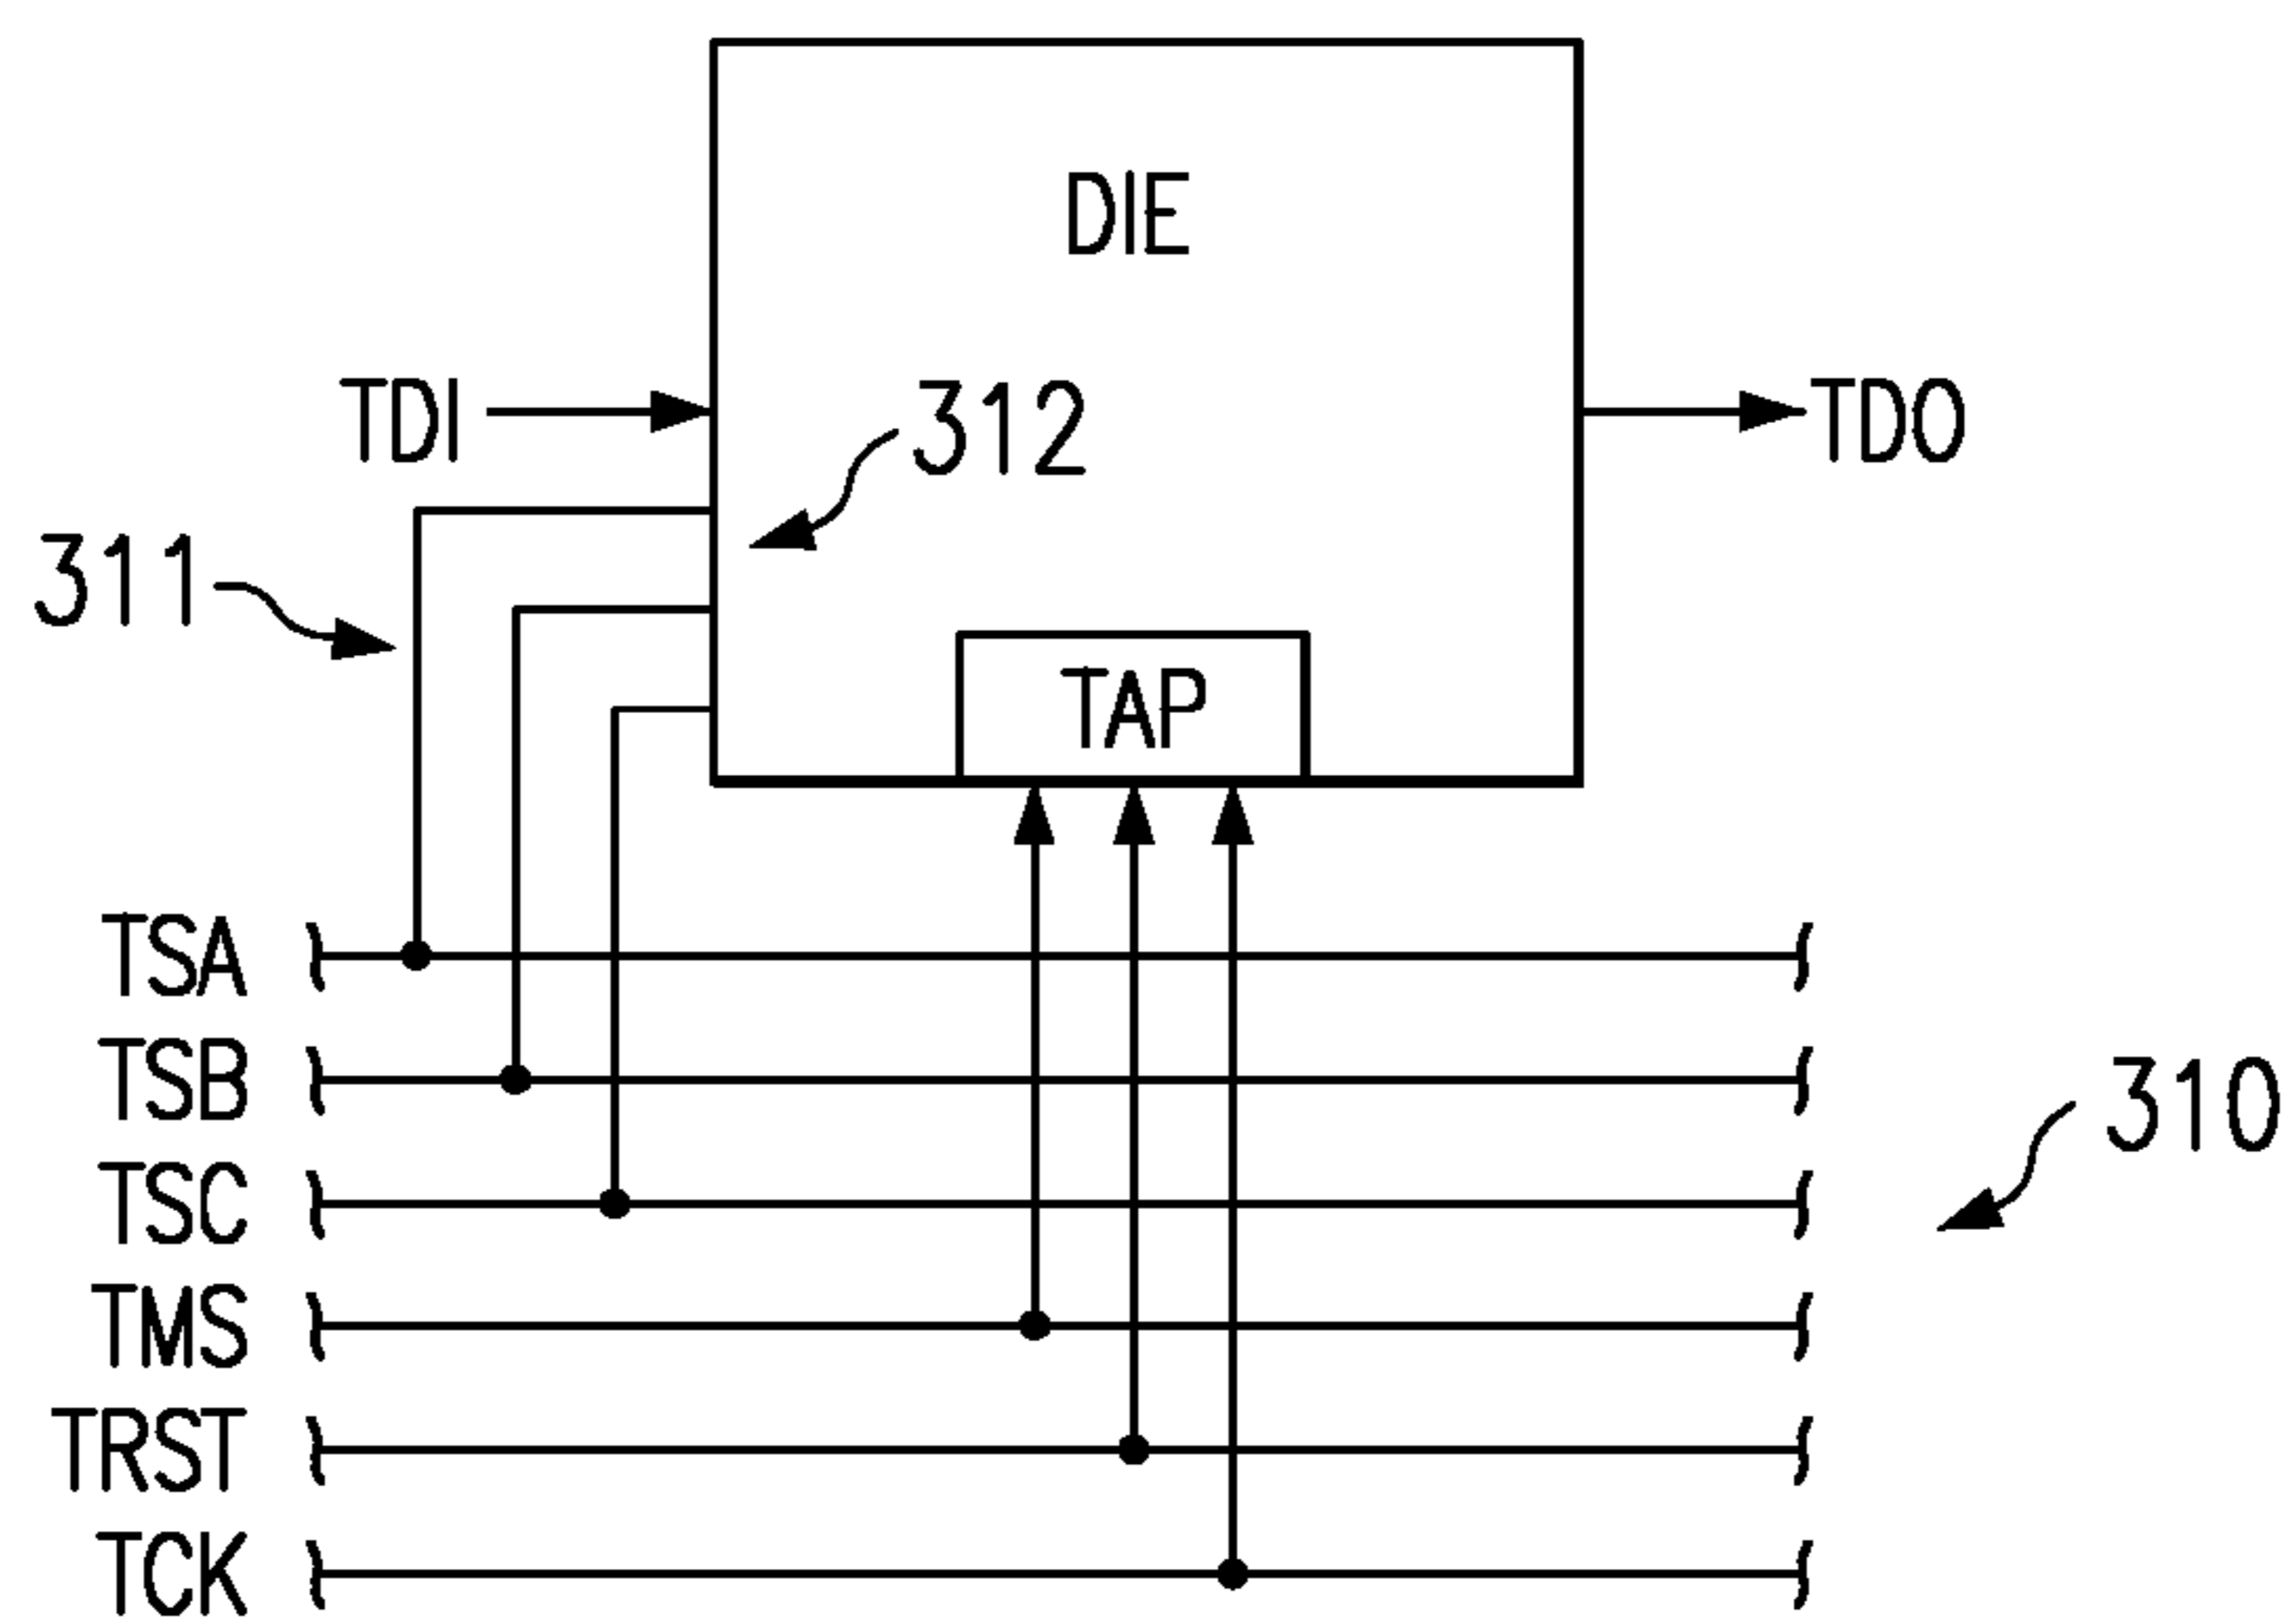 DIE
TDI
312
TDO
311
TAP
TSA
TSB
310
TSC
TMS
TRST
TCK